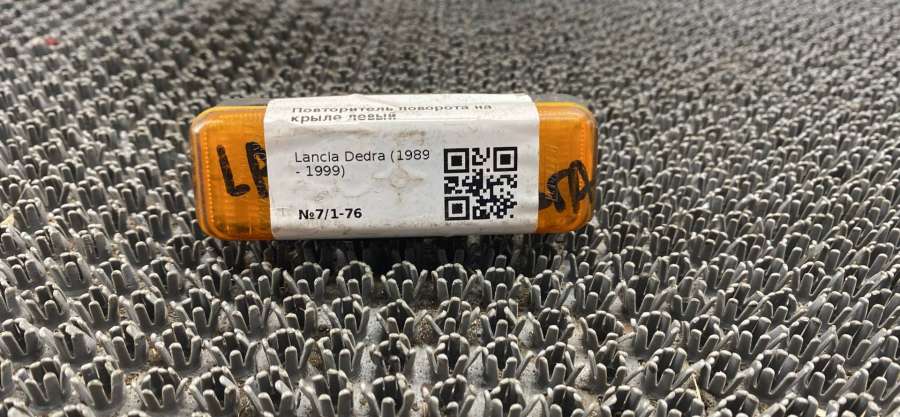 Повторитель поворота на
крыле левый
Lancia Dedra (1989
- 1999)
№7/1-76